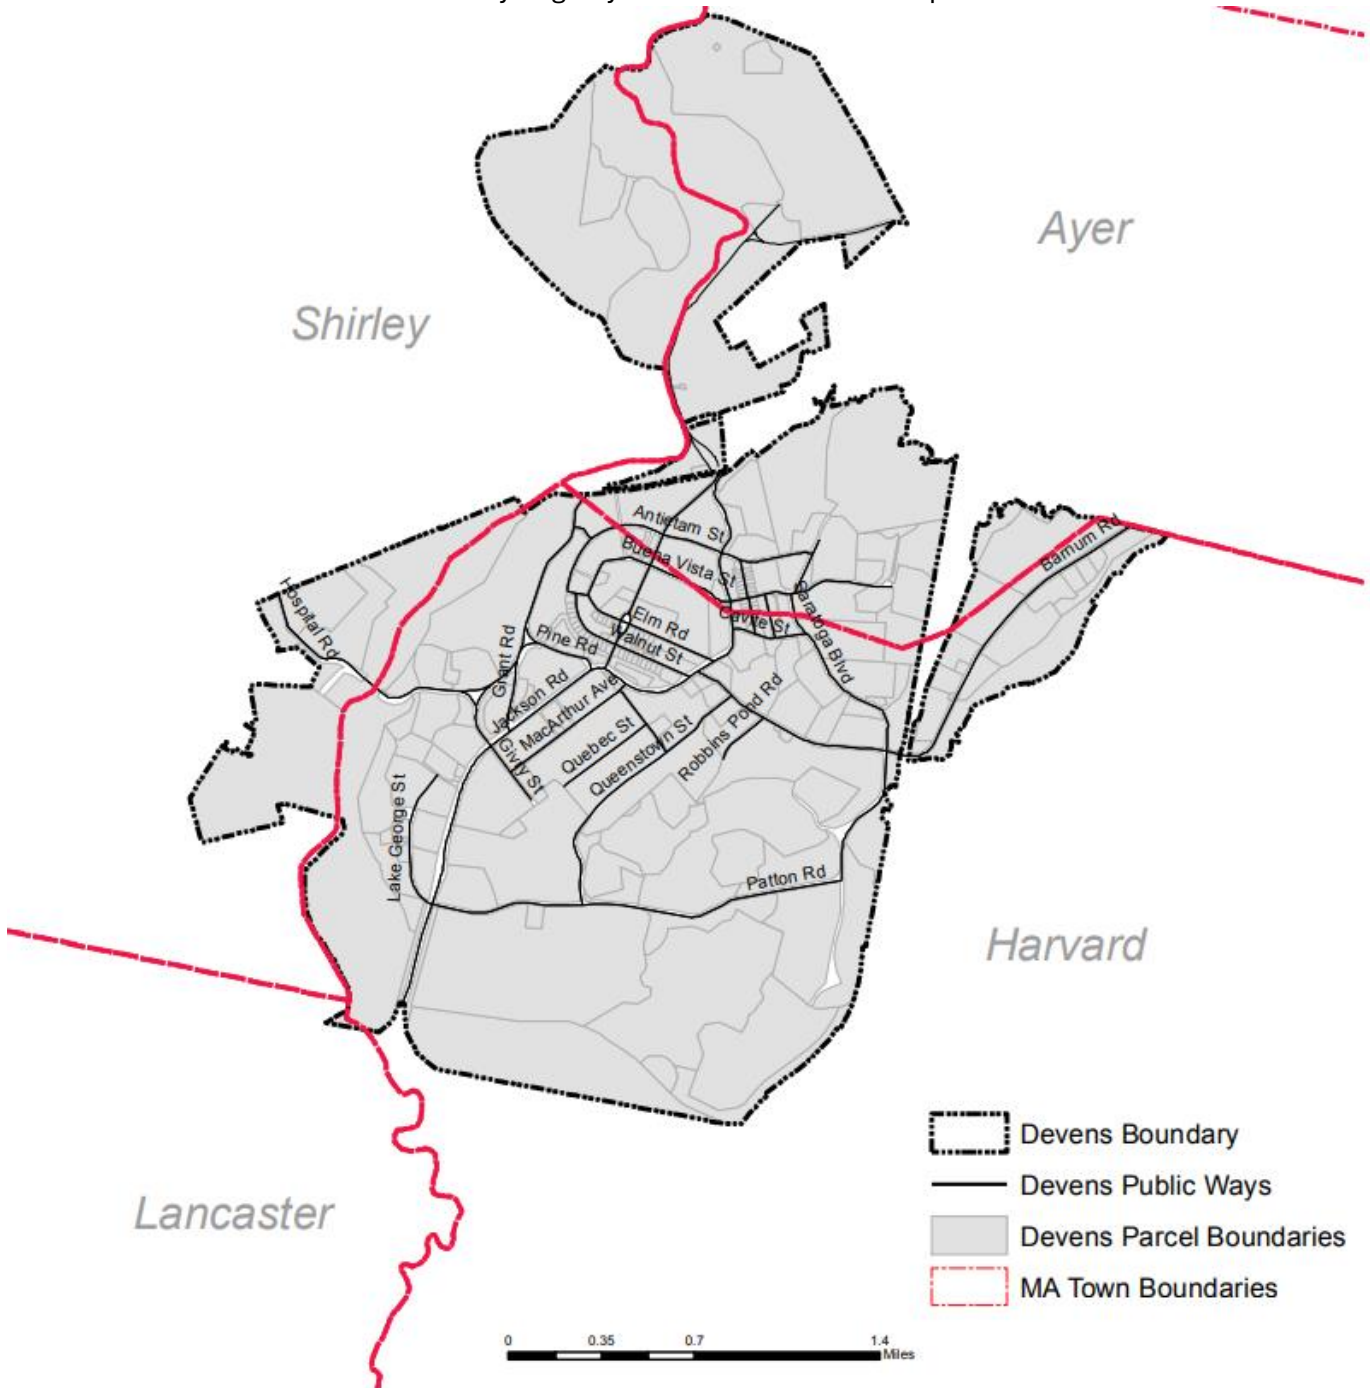 Ayer
Shirley
Antietam St
Buena Vista St
Barnum Rd
Hospital Rd
Saratoga Blvd
Cavite St
Elm Rd
Walnut St
Pine Rd
Grant Rd
Jackson Rd
MacArthur Ave
Givry St
Quebec St
Queenstown St
Robbins Pond Rd
Lake George St
Patton Rd
Harvard
Lancaster
Devens Boundary
Devens Public Ways
Devens Parcel Boundaries
MA Town Boundaries
0 0.35 0.7 1.4
Miles